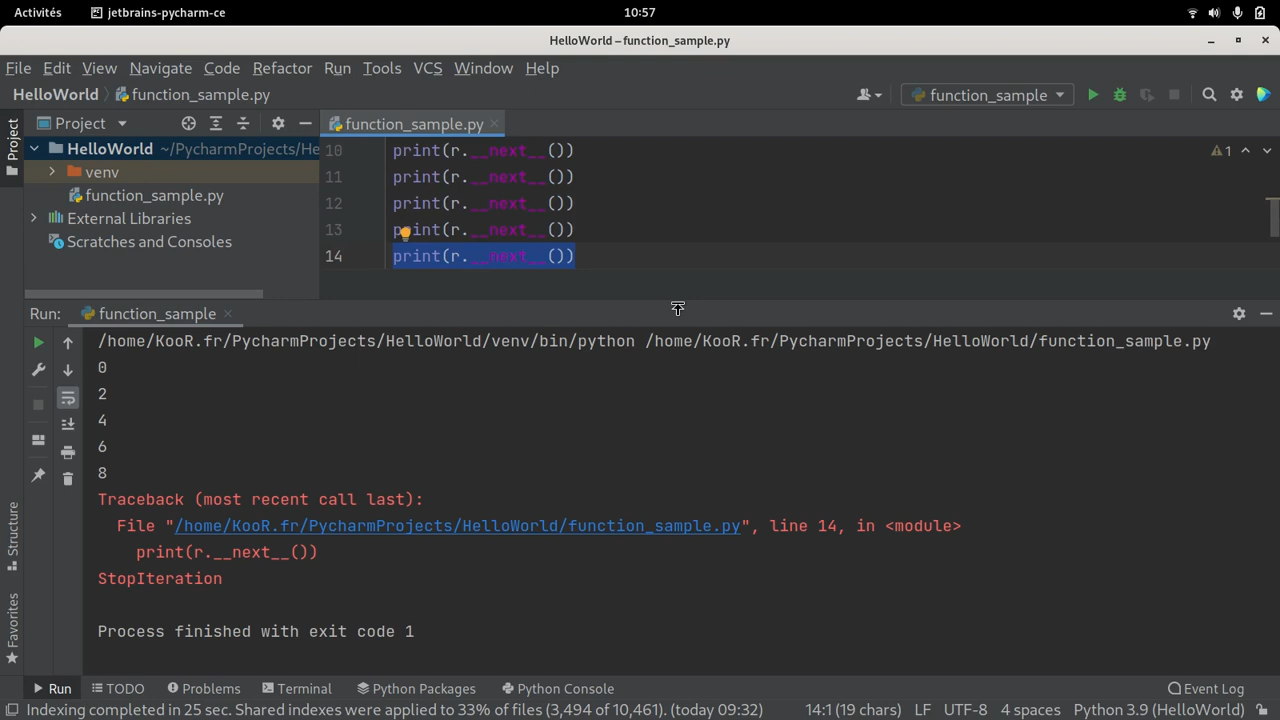 Activités jetbrains-pycharm-ce 10:57
HelloWorld – function_sample.py
File Edit View Navigate Code Refactor Run Tools VCS Window Help
HelloWorld function_sample.py function_sample
Project Project function_sample.py
HelloWorld ~/PycharmProjects/He
venv
function_sample.py
External Libraries
Scratches and Consoles
10 print(r.__next__())
11 print(r.__next__())
12 print(r.__next__())
13 print(r.__next__())
14 print(r.__next__())
1
Run: function_sample
/home/KooR.fr/PycharmProjects/HelloWorld/venv/bin/python /home/KooR.fr/PycharmProjects/HelloWorld/function_sample.py
0
2
4
6
8
Traceback (most recent call last):
File "/home/KooR.fr/PycharmProjects/HelloWorld/function_sample.py", line 14, in <module>
print(r.__next__())
StopIteration
Process finished with exit code 1
Structure
Favorites
Run TODO Problems Terminal Python Packages Python Console Event Log
Indexing completed in 25 sec. Shared indexes were applied to 33% of files (3,494 of 10,461). (today 09:32) 14:1 (19 chars) LF UTF-8 4 spaces Python 3.9 (HelloWorld)